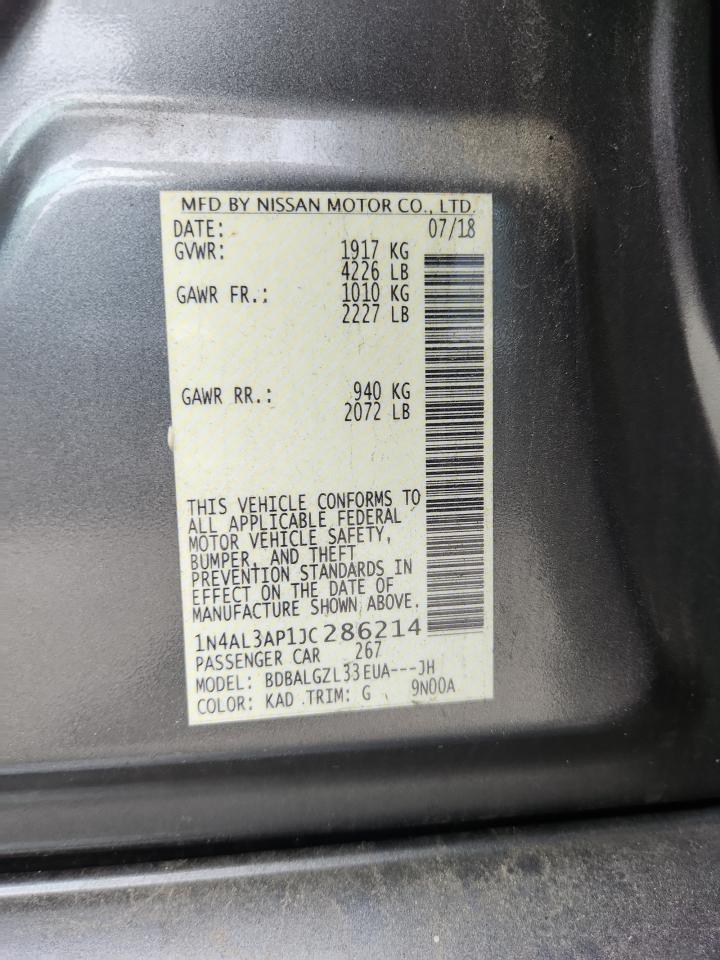 MFD BY NISSAN MOTOR CO., LTD.
DATE: 07/18
GVWR: 1917 KG
4226 LB
GAWR FR.: 1010 KG
2227 LB
GAWR RR.: 940 KG
2072 LB
THIS VEHICLE CONFORMS TO
ALL APPLICABLE FEDERAL
MOTOR VEHICLE SAFETY,
BUMPER, AND THEFT
PREVENTION STANDARDS IN
EFFECT ON THE DATE OF
MANUFACTURE SHOWN ABOVE.
1N4AL3AP1JC286214
PASSENGER CAR 267
MODEL: BDBALGZL33EUA---JH
COLOR: KAD TRIM: G 9N00A